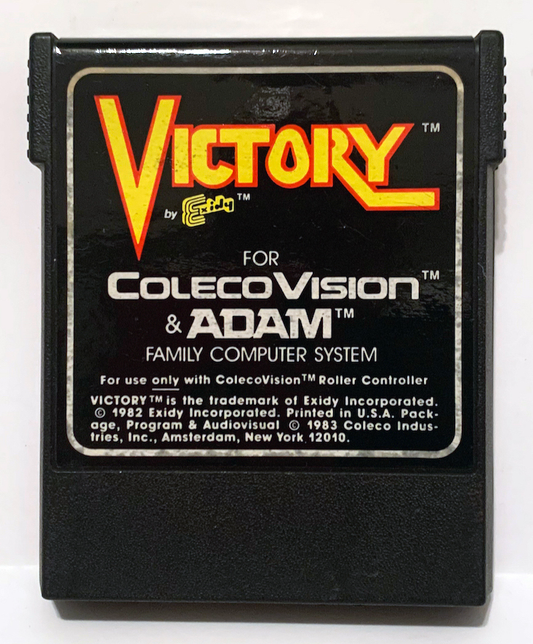 VICTORY™
by Exidy™
FOR
COLECOVISION™
& ADAM™
FAMILY COMPUTER SYSTEM
For use only with ColecoVision™ Roller Controller
VICTORY™ is the trademark of Exidy Incorporated.
© 1982 Exidy Incorporated. Printed in U.S.A. Pack-
age, Program & Audiovisual © 1983 Coleco Indus-
tries, Inc., Amsterdam, New York 12010.